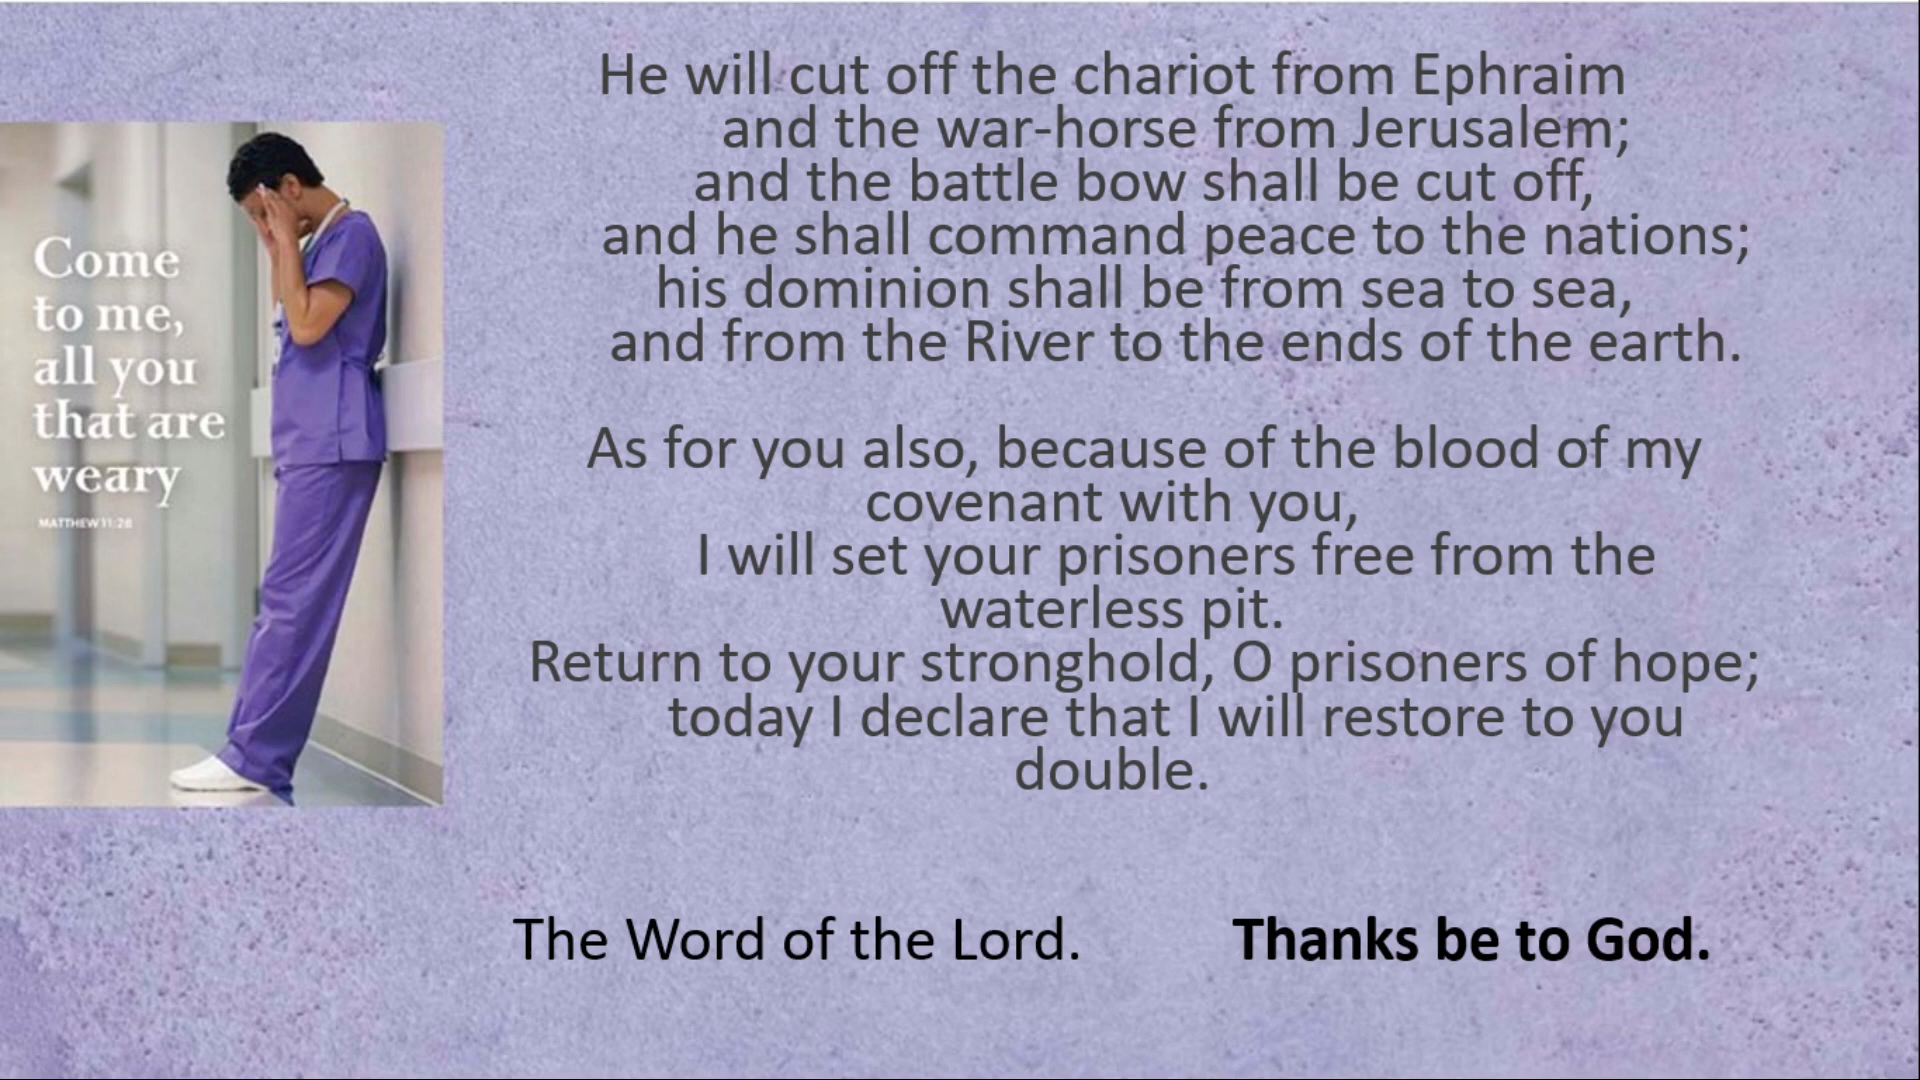 Come
to me,
all you
that are
weary
MATTHEW 11:28
He will cut off the chariot from Ephraim
and the war-horse from Jerusalem;
and the battle bow shall be cut off,
and he shall command peace to the nations;
his dominion shall be from sea to sea,
and from the River to the ends of the earth.
As for you also, because of the blood of my
covenant with you,
I will set your prisoners free from the
waterless pit.
Return to your stronghold, O prisoners of hope;
today I declare that I will restore to you
double.
The Word of the Lord. Thanks be to God.